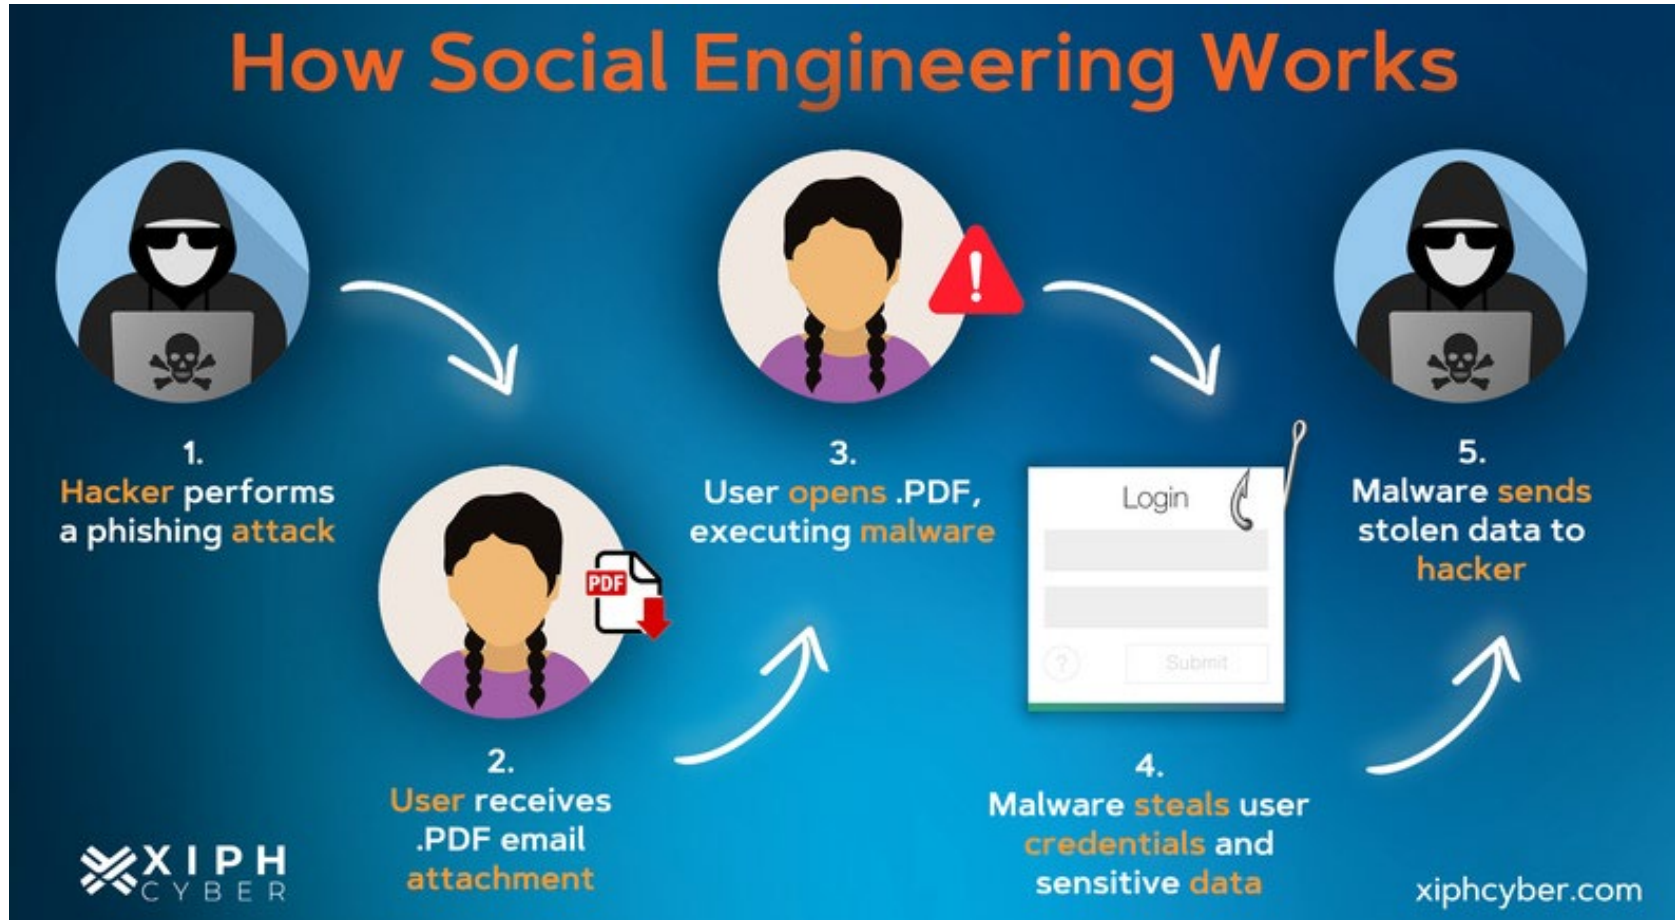 How Social Engineering Works
1.
Hacker performs
a phishing attack
PDF
2.
User receives
.PDF email
attachment
3.
User opens .PDF,
executing malware
Login
?
Submit
4.
Malware steals user
credentials and
sensitive data
5.
Malware sends
stolen data to
hacker
XIPH
CYBER
xiphcyber.com